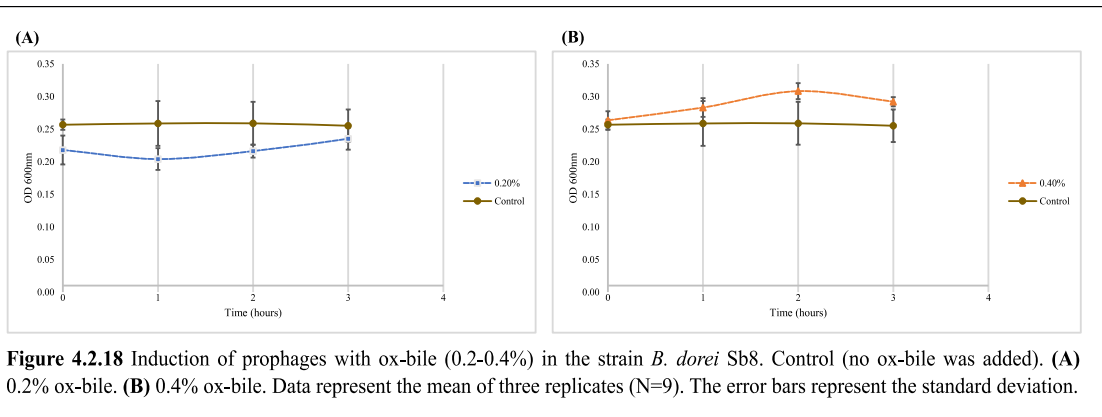 (A)
0.35
0.30
0.25
0.20
0.15
0.10
0.05
0.00
OD 600nm
0 1 2 3 4
Time (hours)
0.20%
Control
(B)
0.35
0.30
0.25
0.20
0.15
0.10
0.05
0.00
OD 600nm
0 1 2 3 4
Time (hours)
0.40%
Control
Figure 4.2.18 Induction of prophages with ox-bile (0.2-0.4%) in the strain B. dorei Sb8. Control (no ox-bile was added). (A)
0.2% ox-bile. (B) 0.4% ox-bile. Data represent the mean of three replicates (N=9). The error bars represent the standard deviation.